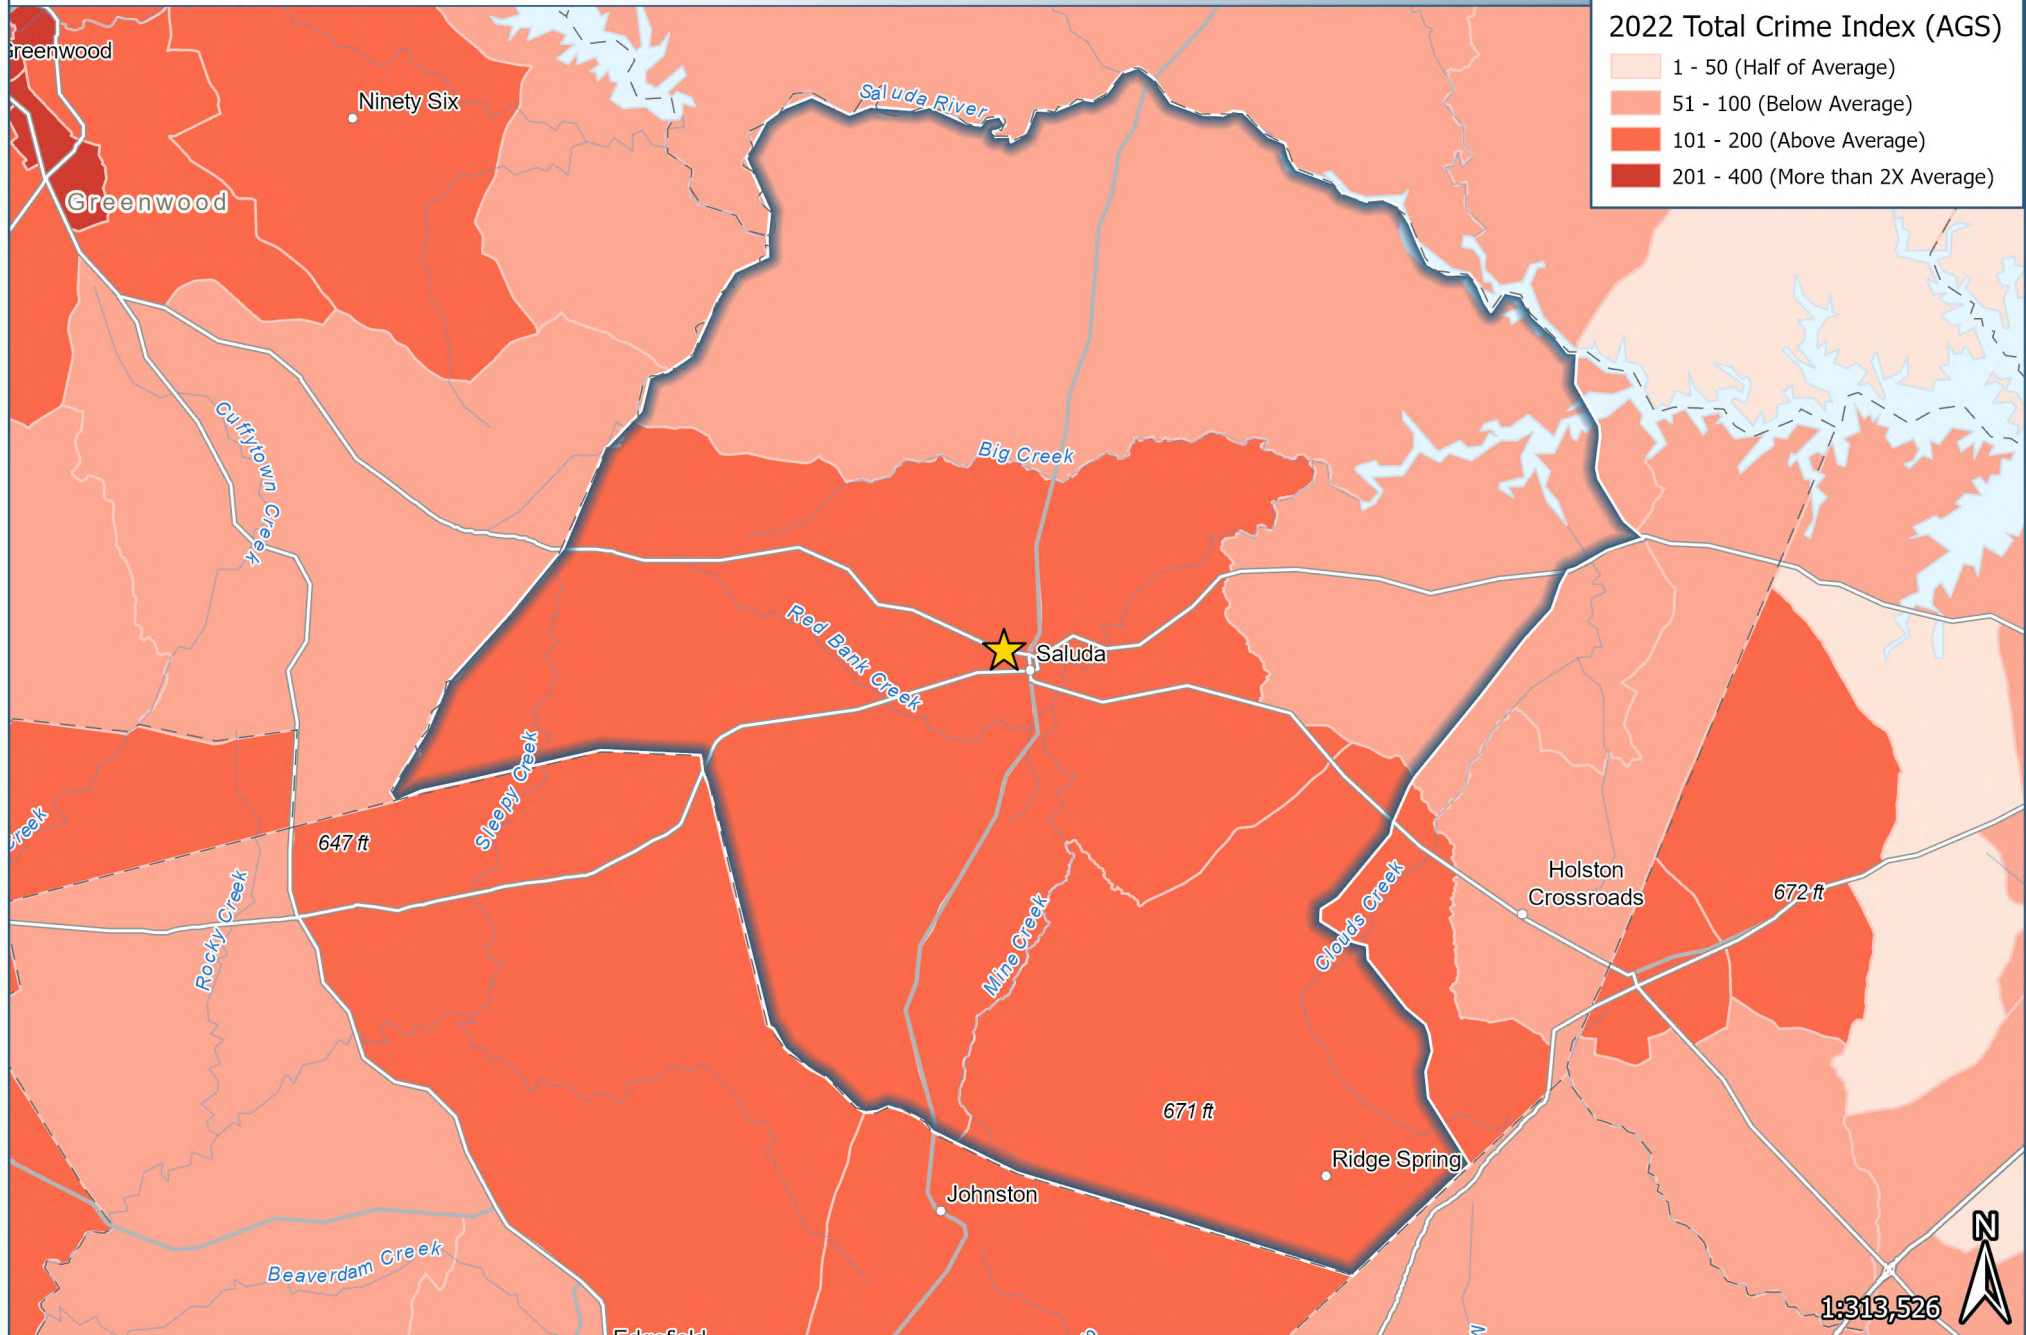 2022 Total Crime Index (AGS)
1 - 50 (Half of Average)
51 - 100 (Below Average)
101 - 200 (Above Average)
201 - 400 (More than 2X Average)
Greenwood
Ninety Six
Saluda River
Greenwood
Cuffytown Creek
Big Creek
Red Bank Creek
Saluda
Sleepy Creek
Creek
647 ft
Rocky Creek
Mine Creek
Clouds Creek
Holston
Crossroads
672 ft
671 ft
Ridge Spring
Johnston
Beaverdam Creek
N
1:313,526